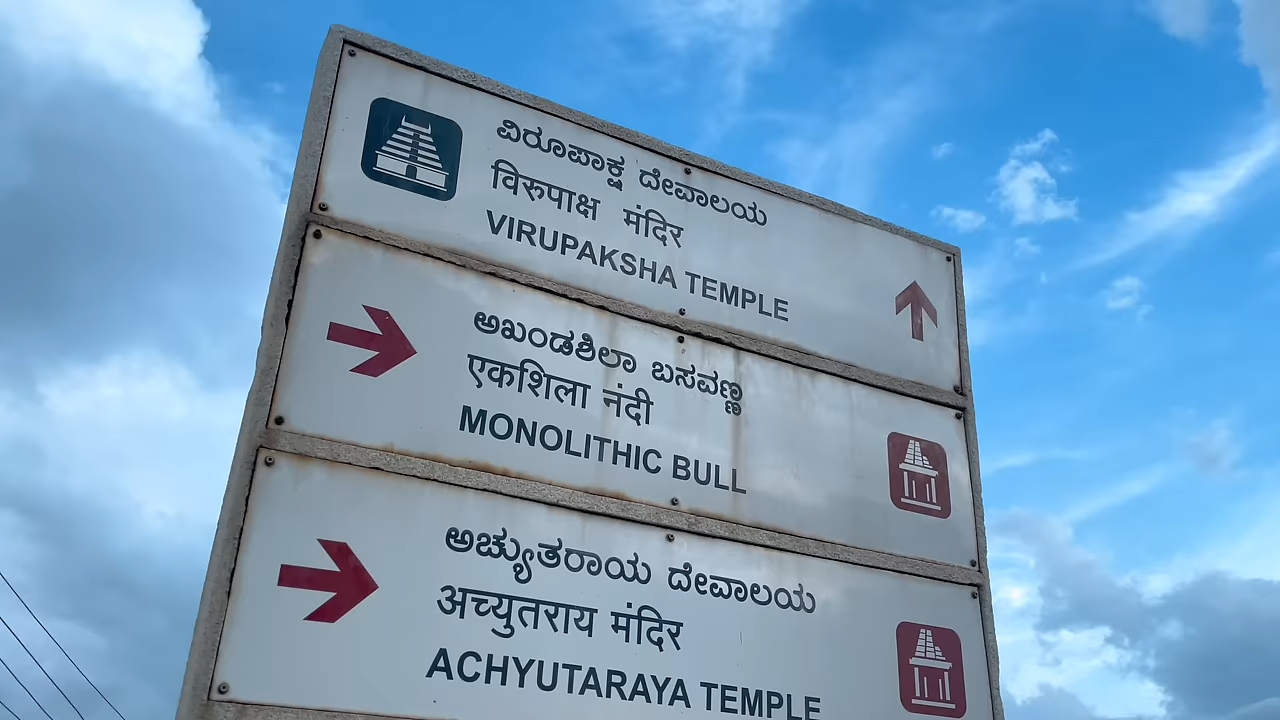 ವಿರೂಪಾಕ್ಷ ದೇವಾಲಯ
विरुपाक्ष मंदिर
VIRUPAKSHA TEMPLE
ಅಖಂಡಶಿಲಾ ಬಸವಣ್ಣ
एकशिला नंदी
MONOLITHIC BULL
ಅಚ್ಯುತರಾಯ ದೇವಾಲಯ
अच्युतराय मंदिर
ACHYUTARAYA TEMPLE